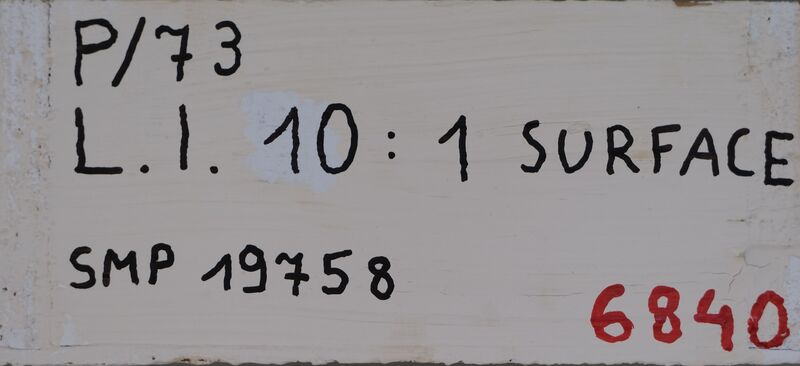 P/73
L.I. 10:1 SURFACE
SMP 19758
6840